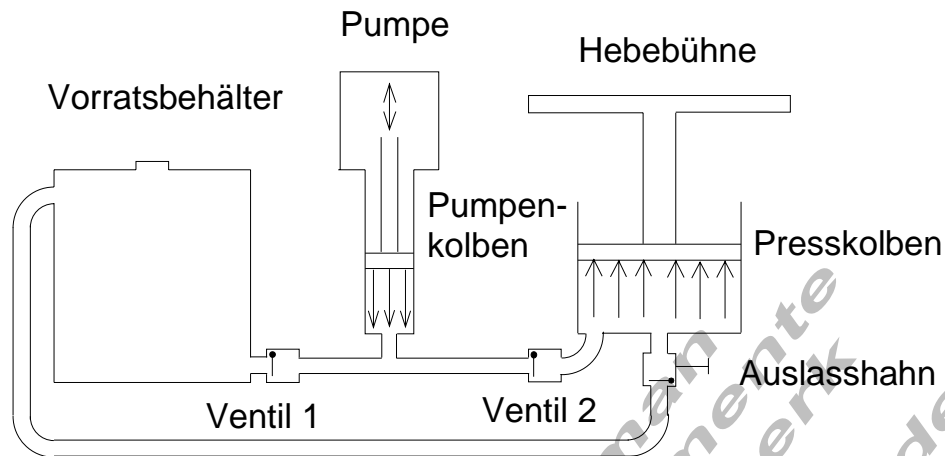 Pumpe
Hebebühne
Vorratsbehälter
Pumpen-
kolben
Presskolben
Auslasshahn
Ventil 1
Ventil 2